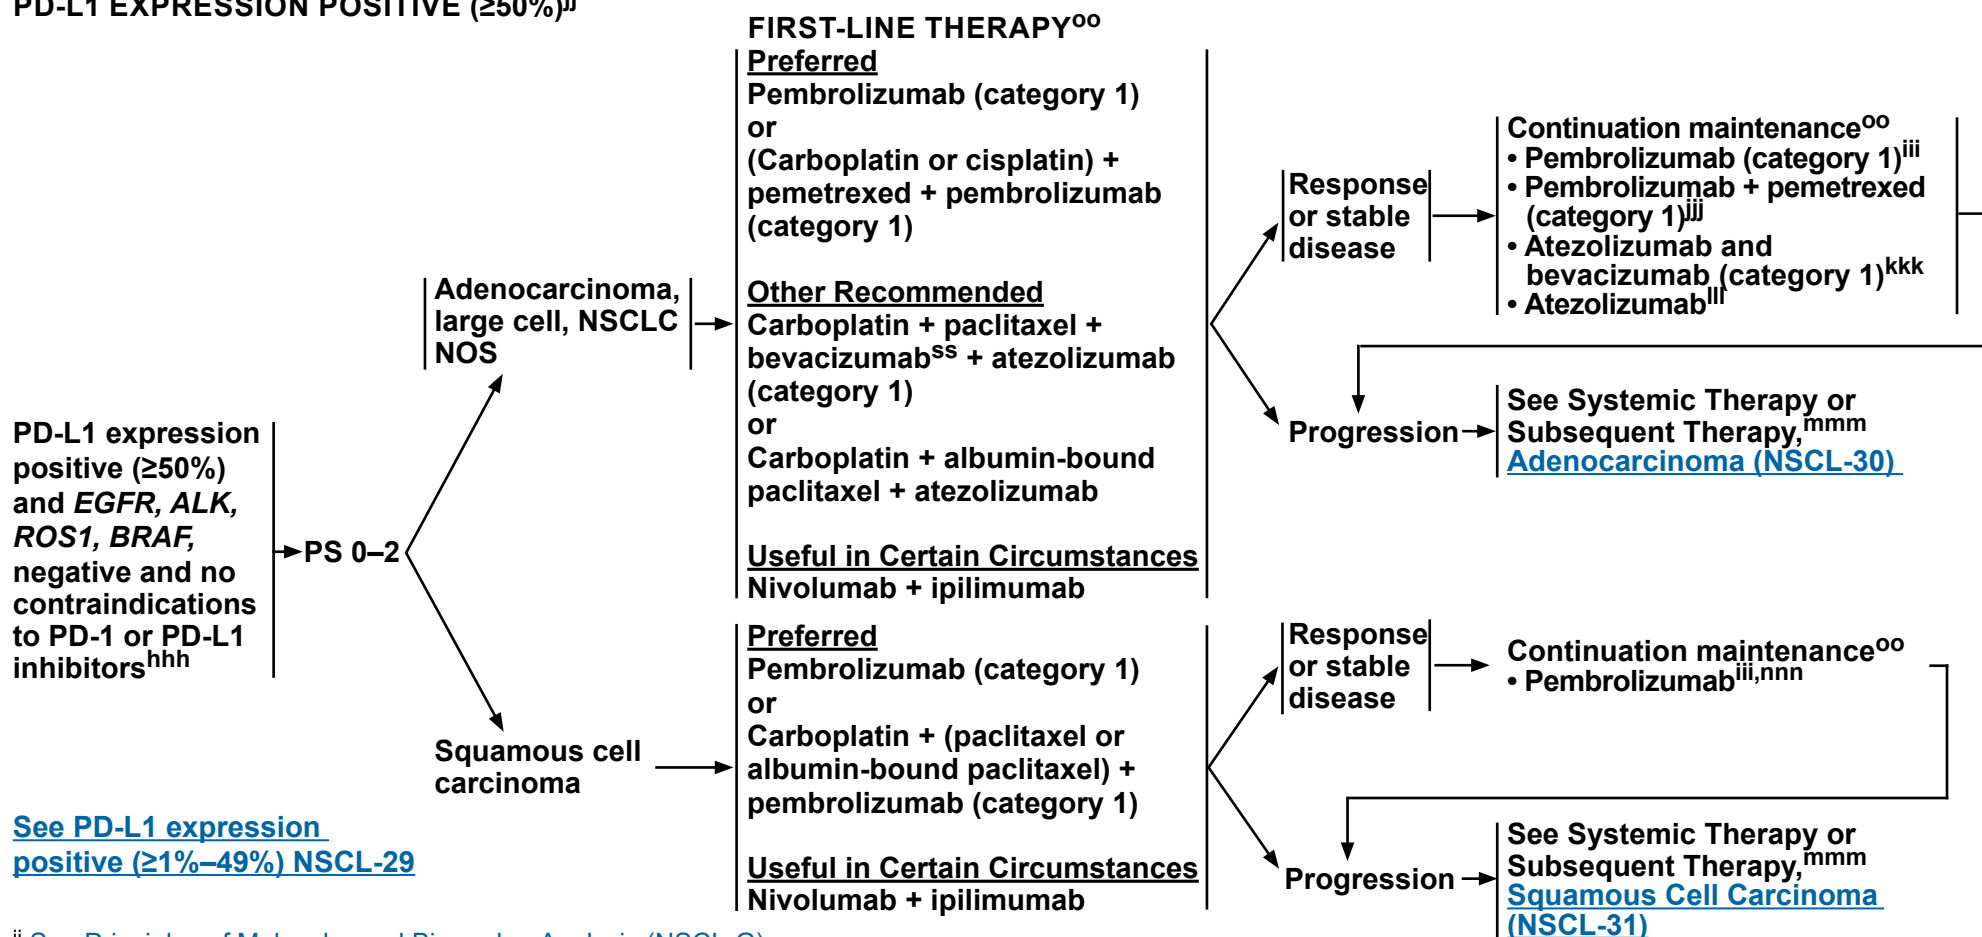 PD-L1 EXPRESSION POSITIVE (≥50%)jj
FIRST-LINE THERAPYoo
PD-L1 expression
positive (≥50%)
and EGFR, ALK,
ROS1, BRAF,
negative and no
contraindications
to PD-1 or PD-L1
inhibitorshhh
PS 0–2
Adenocarcinoma,
large cell, NSCLC
NOS
Preferred
Pembrolizumab (category 1)
or
(Carboplatin or cisplatin) +
pemetrexed + pembrolizumab
(category 1)
Other Recommended
Carboplatin + paclitaxel +
bevacizumabss + atezolizumab
(category 1)
or
Carboplatin + albumin-bound
paclitaxel + atezolizumab
Useful in Certain Circumstances
Nivolumab + ipilimumab
Response
or stable
disease
Continuation maintenanceoo
• Pembrolizumab (category 1)iii
• Pembrolizumab + pemetrexed
(category 1)jjj
• Atezolizumab and
bevacizumab (category 1)kkk
• Atezolizumablll
Progression
See Systemic Therapy or
Subsequent Therapy,mmm
Adenocarcinoma (NSCL-30)
Squamous cell
carcinoma
Preferred
Pembrolizumab (category 1)
or
Carboplatin + (paclitaxel or
albumin-bound paclitaxel) +
pembrolizumab (category 1)
Useful in Certain Circumstances
Nivolumab + ipilimumab
Response
or stable
disease
Continuation maintenanceoo
• Pembrolizumabiii,nnn
Progression
See Systemic Therapy or
Subsequent Therapy,mmm
Squamous Cell Carcinoma
(NSCL-31)
See PD-L1 expression
positive (≥1%–49%) NSCL-29